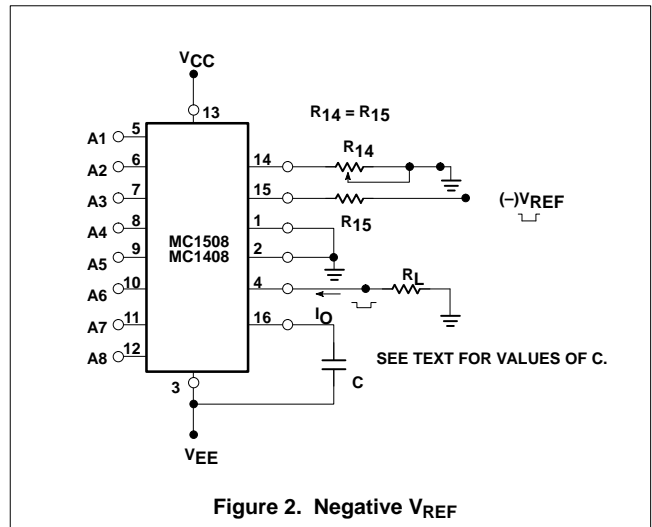 VCC
13
R14 = R15
A1 5
A2 6
A3 7
A4 8
A5 9
A6 10
A7 11
A8 12
MC1508
MC1408
14
15
1
2
4
16
3
R14
R15
(–)VREF
RL
IO
C
SEE TEXT FOR VALUES OF C.
VEE
Figure 2. Negative VREF